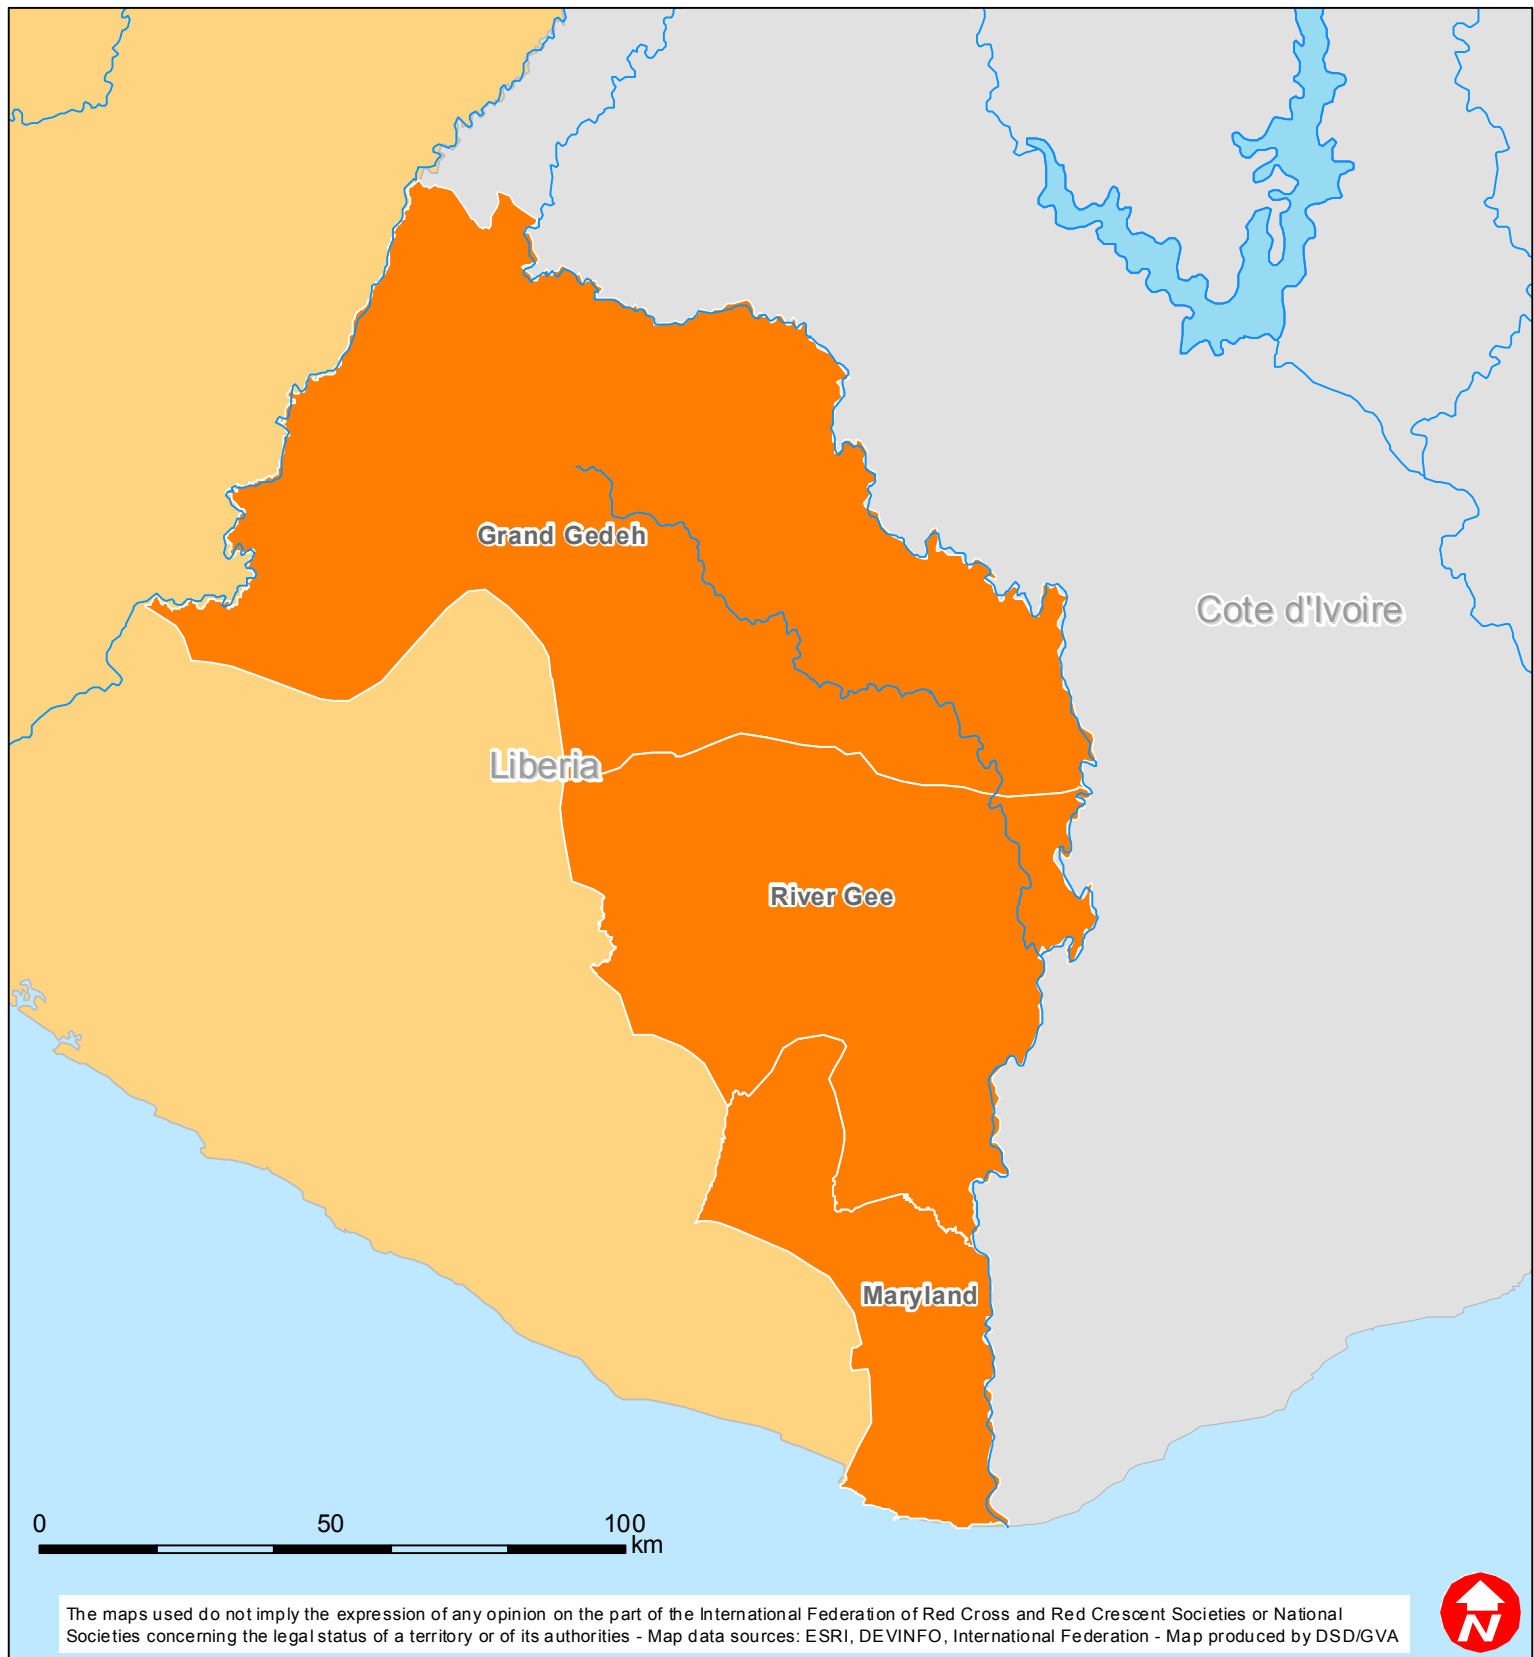 Grand Gedeh
Cote d'Ivoire
Liberia
River Gee
Maryland
0 50 100
km
The maps used do not imply the expression of any opinion on the part of the International Federation of Red Cross and Red Crescent Societies or National
Societies concerning the legal status of a territory or of its authorities - Map data sources: ESRI, DEVINFO, International Federation - Map produced by DSD/GVA
N